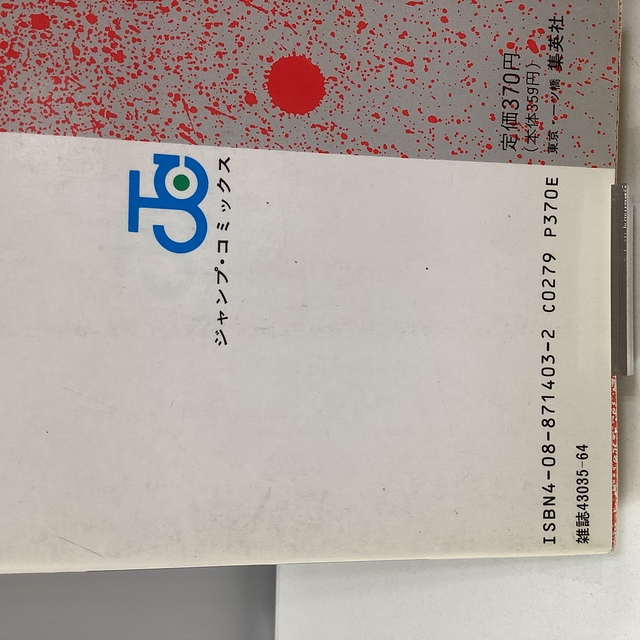 定価370円
(本体359円)
東京 一ツ橋 集英社
JC
ジャンプ・コミックス
ISBN4-08-871403-2 C0279 P370E
雑誌43035-64